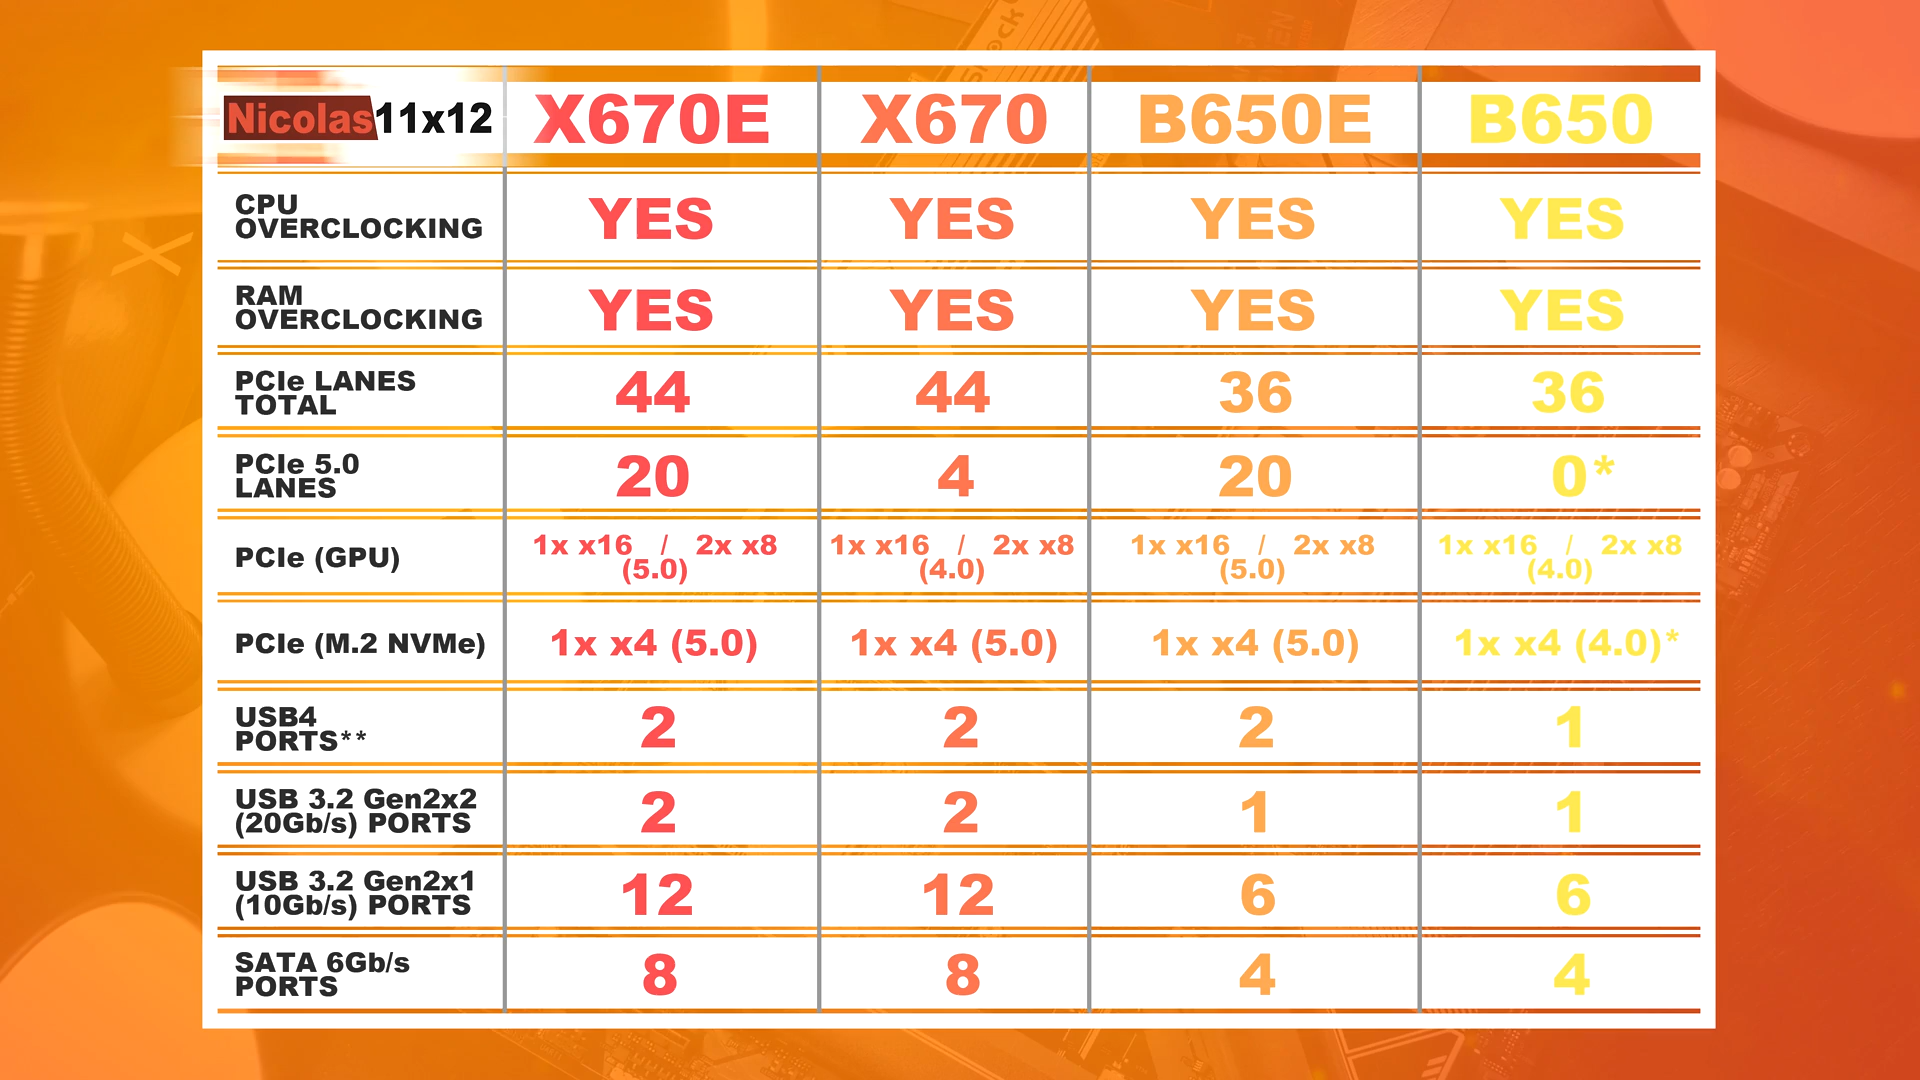 Nicolas11x12 X670E X670 B650E B650
CPU
OVERCLOCKING YES YES YES YES
RAM
OVERCLOCKING YES YES YES YES
PCIe LANES
TOTAL 44 44 36 36
PCIe 5.0
LANES 20 4 20 0*
PCIe (GPU) 1x x16 / 2x x8 (5.0) 1x x16 / 2x x8 (4.0) 1x x16 / 2x x8 (5.0) 1x x16 / 2x x8 (4.0)
PCIe (M.2 NVMe) 1x x4 (5.0) 1x x4 (5.0) 1x x4 (5.0) 1x x4 (4.0)*
USB4
PORTS** 2 2 2 1
USB 3.2 Gen2x2
(20Gb/s) PORTS 2 2 1 1
USB 3.2 Gen2x1
(10Gb/s) PORTS 12 12 6 6
SATA 6Gb/s
PORTS 8 8 4 4